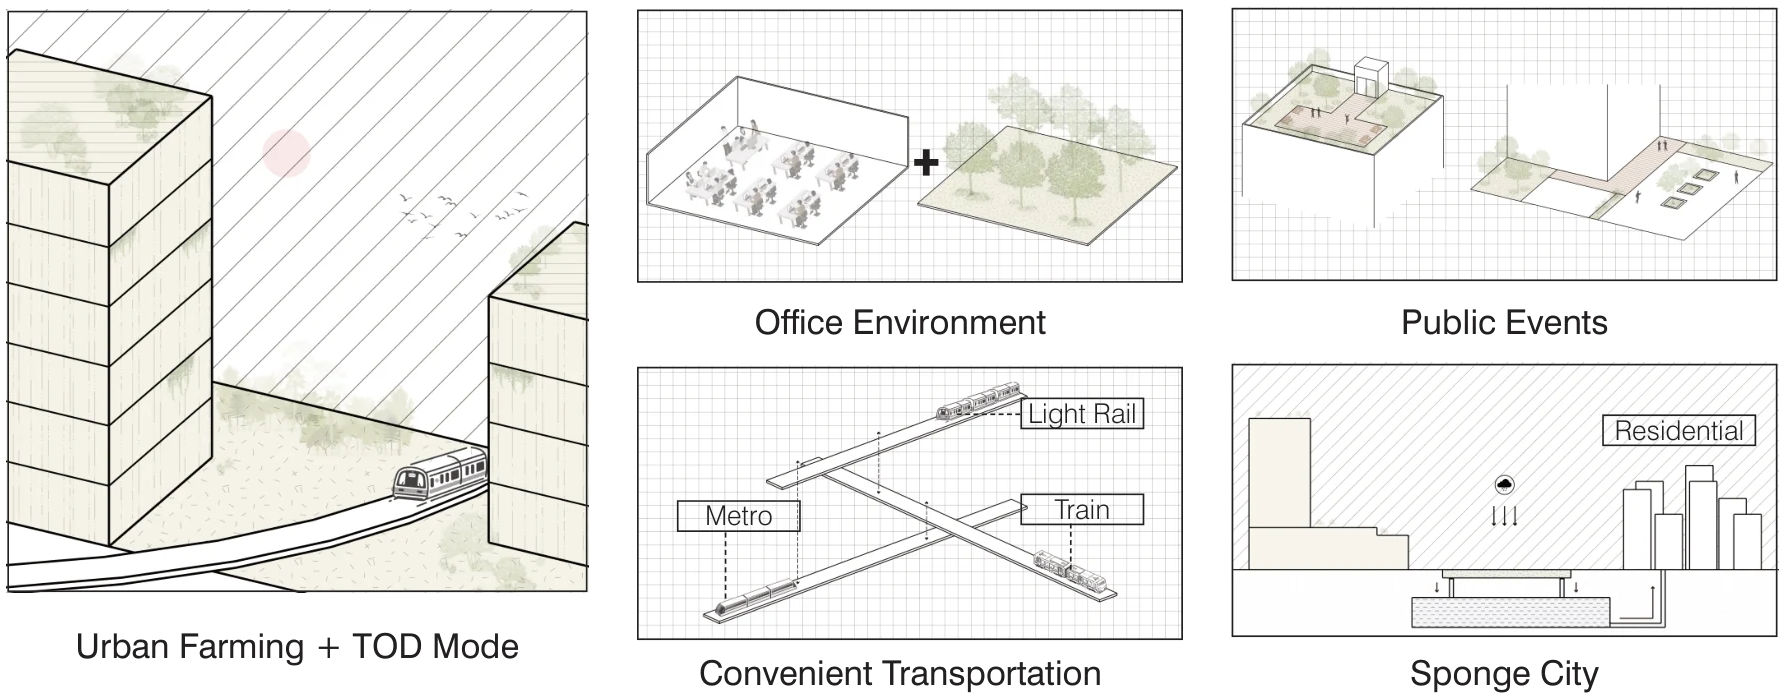 Urban Farming + TOD Mode
Office Environment
Public Events
Light Rail
Metro
Train
Convenient Transportation
Residential
Sponge City